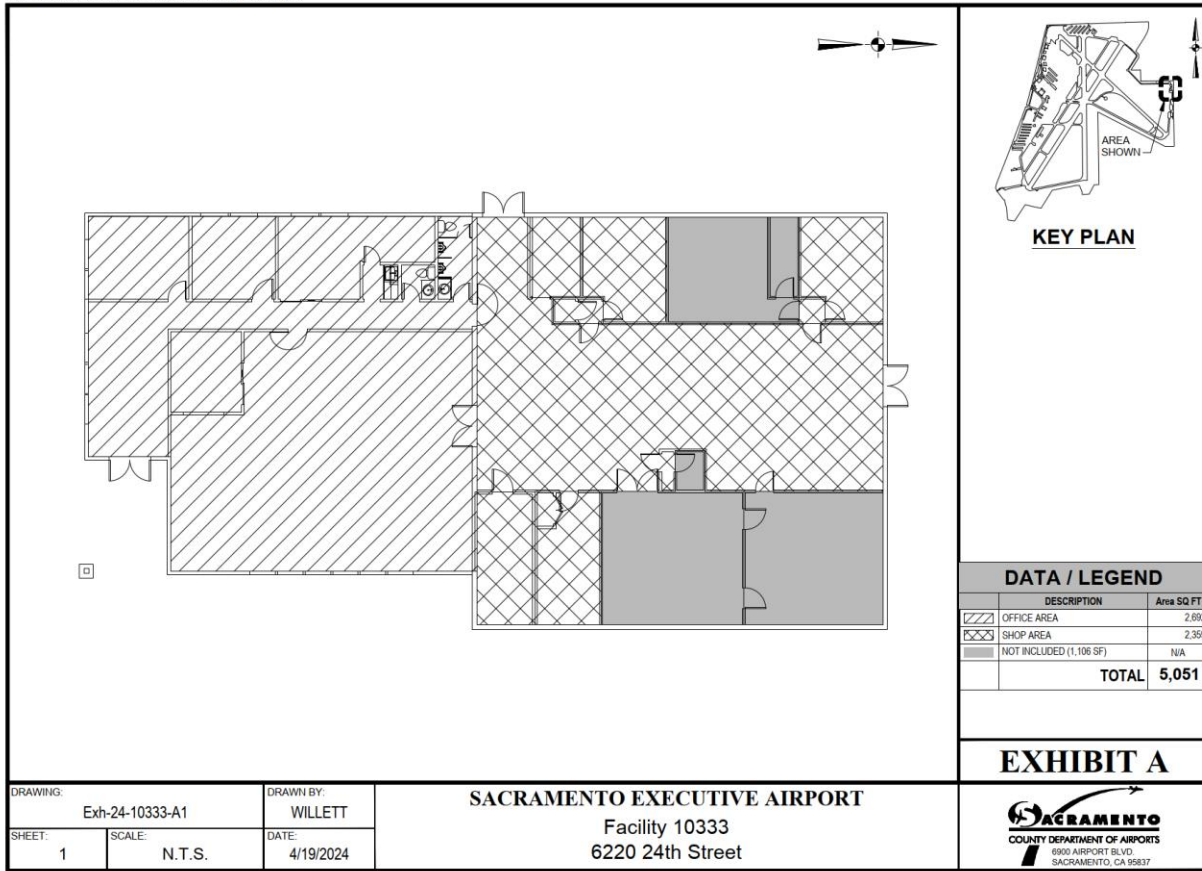 AREA
SHOWN
KEY PLAN
DATA / LEGEND
DESCRIPTION Area SQ FT
OFFICE AREA
SHOP AREA
NOT INCLUDED (1,106 SF) N/A
TOTAL 5,051
EXHIBIT A
DRAWING:
Exh-24-10333-A1
DRAWN BY:
WILLETT
SHEET:
1
SCALE:
N.T.S.
DATE:
4/19/2024
SACRAMENTO EXECUTIVE AIRPORT
Facility 10333
6220 24th Street
SACRAMENTO
COUNTY DEPARTMENT OF AIRPORTS
6900 AIRPORT BLVD.
SACRAMENTO, CA 95837